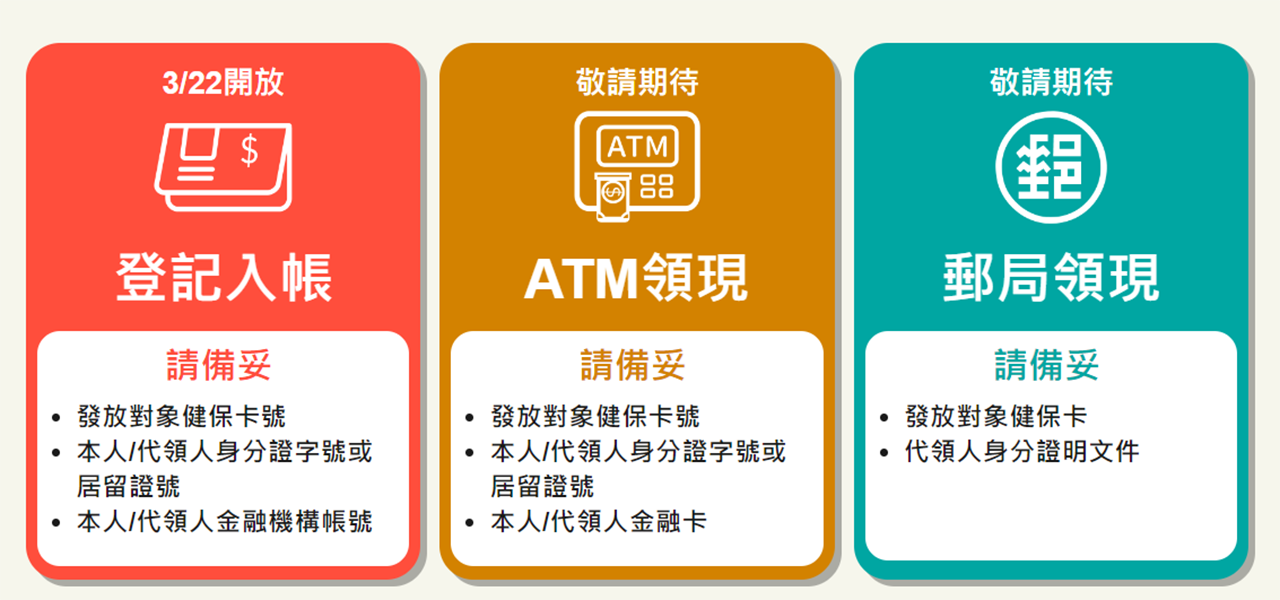 3/22開放
$
登記入帳
請備妥
• 發放對象健保卡號
• 本人/代領人身分證字號或
居留證號
• 本人/代領人金融機構帳號
敬請期待
ATM
$
ATM領現
請備妥
• 發放對象健保卡號
• 本人/代領人身分證字號或
居留證號
• 本人/代領人金融卡
敬請期待
郵
郵局領現
請備妥
• 發放對象健保卡
• 代領人身分證明文件